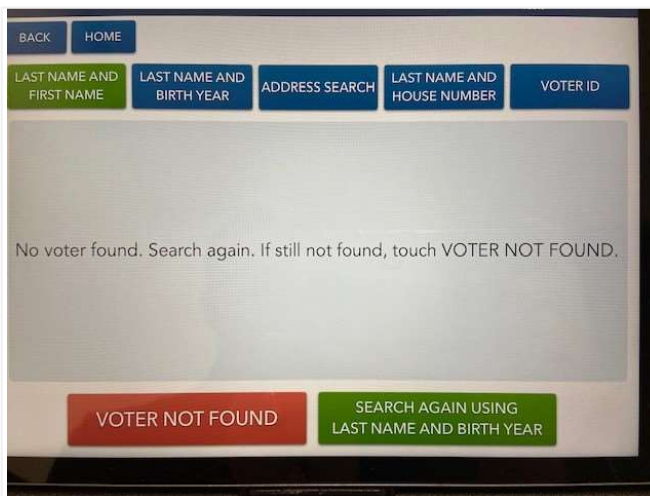 BACK
HOME
LAST NAME AND
FIRST NAME
LAST NAME AND
BIRTH YEAR
ADDRESS SEARCH
LAST NAME AND
HOUSE NUMBER
VOTER ID
No voter found. Search again. If still not found, touch VOTER NOT FOUND.
VOTER NOT FOUND
SEARCH AGAIN USING
LAST NAME AND BIRTH YEAR